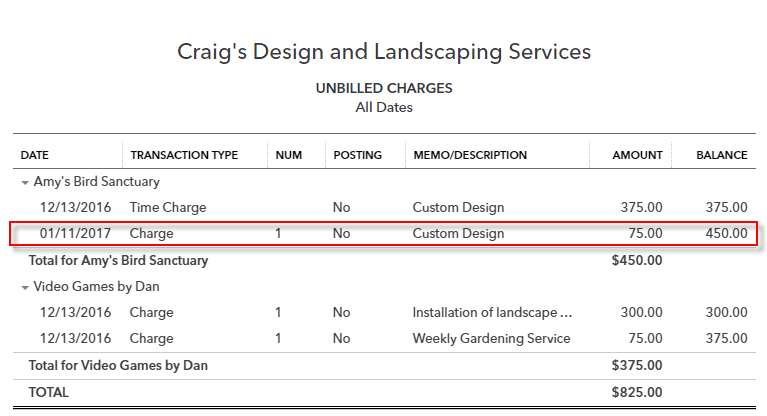 Craig's Design and Landscaping Services
UNBILLED CHARGES
All Dates
DATE TRANSACTION TYPE NUM POSTING MEMO/DESCRIPTION AMOUNT BALANCE
Amy's Bird Sanctuary
12/13/2016 Time Charge No Custom Design 375.00 375.00
01/11/2017 Charge 1 No Custom Design 75.00 450.00
Total for Amy's Bird Sanctuary $450.00
Video Games by Dan
12/13/2016 Charge 1 No Installation of landscape ... 300.00 300.00
12/13/2016 Charge 1 No Weekly Gardening Service 75.00 375.00
Total for Video Games by Dan $375.00
TOTAL $825.00